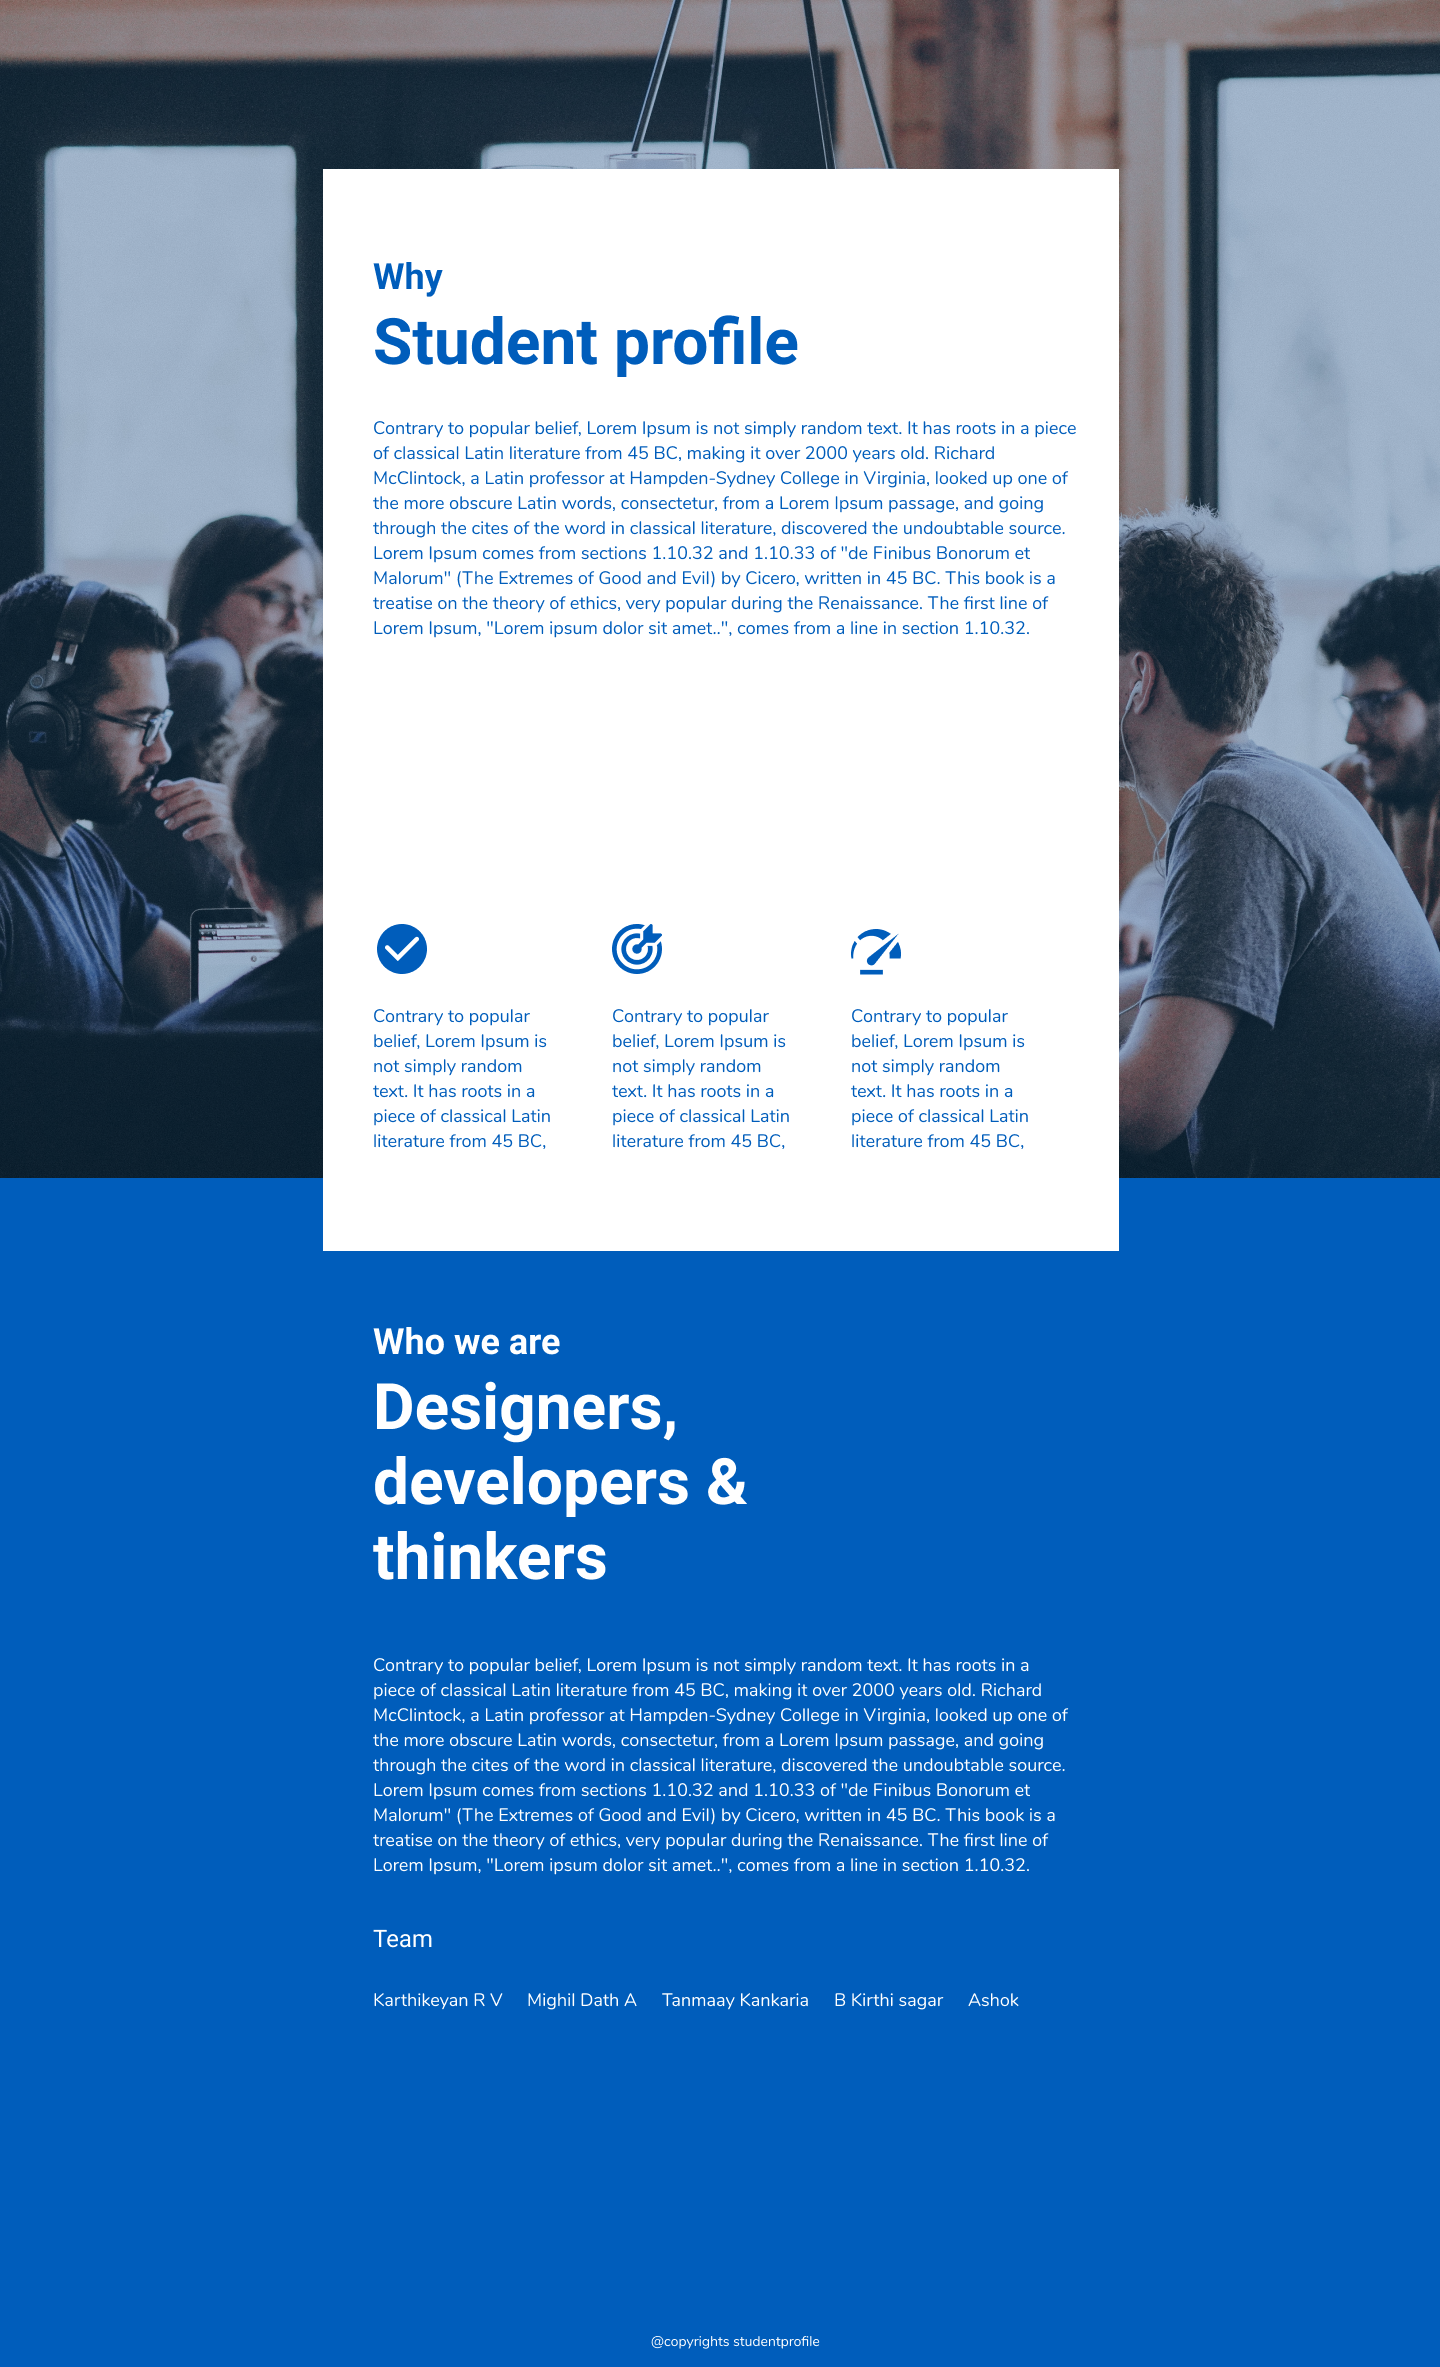 Why
Student profile
Contrary to popular belief, Lorem Ipsum is not simply random text. It has roots in a piece
of classical Latin literature from 45 BC, making it over 2000 years old. Richard
McClintock, a Latin professor at Hampden-Sydney College in Virginia, looked up one of
the more obscure Latin words, consectetur, from a Lorem Ipsum passage, and going
through the cites of the word in classical literature, discovered the undoubtable source.
Lorem Ipsum comes from sections 1.10.32 and 1.10.33 of "de Finibus Bonorum et
Malorum" (The Extremes of Good and Evil) by Cicero, written in 45 BC. This book is a
treatise on the theory of ethics, very popular during the Renaissance. The first line of
Lorem Ipsum, "Lorem ipsum dolor sit amet..", comes from a line in section 1.10.32.
Contrary to popular
belief, Lorem Ipsum is
not simply random
text. It has roots in a
piece of classical Latin
literature from 45 BC,
Contrary to popular
belief, Lorem Ipsum is
not simply random
text. It has roots in a
piece of classical Latin
literature from 45 BC,
Contrary to popular
belief, Lorem Ipsum is
not simply random
text. It has roots in a
piece of classical Latin
literature from 45 BC,
Who we are
Designers,
developers &
thinkers
Contrary to popular belief, Lorem Ipsum is not simply random text. It has roots in a
piece of classical Latin literature from 45 BC, making it over 2000 years old. Richard
McClintock, a Latin professor at Hampden-Sydney College in Virginia, looked up one of
the more obscure Latin words, consectetur, from a Lorem Ipsum passage, and going
through the cites of the word in classical literature, discovered the undoubtable source.
Lorem Ipsum comes from sections 1.10.32 and 1.10.33 of "de Finibus Bonorum et
Malorum" (The Extremes of Good and Evil) by Cicero, written in 45 BC. This book is a
treatise on the theory of ethics, very popular during the Renaissance. The first line of
Lorem Ipsum, "Lorem ipsum dolor sit amet..", comes from a line in section 1.10.32.
Team
Karthikeyan R V Mighil Dath A Tanmaay Kankaria B Kirthi sagar Ashok
@copyrights studentprofile